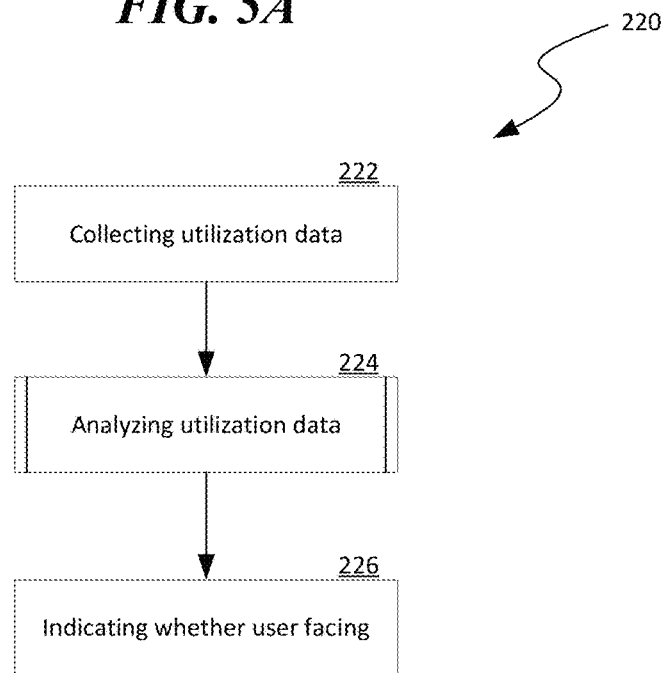 FIG. 5A
220
222
Collecting utilization data
224
Analyzing utilization data
226
Indicating whether user facing